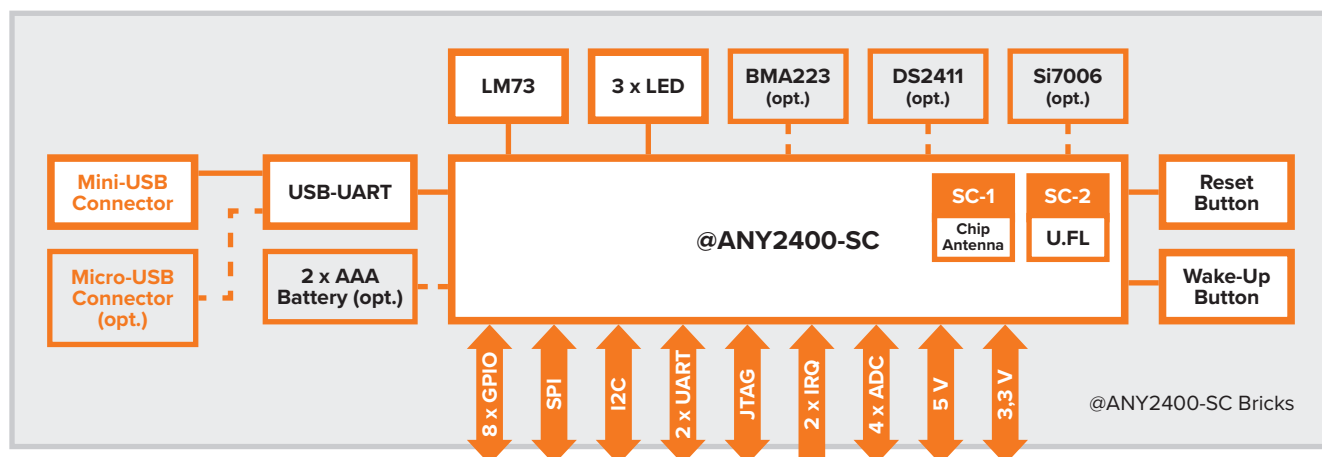 LM73
3 x LED
BMA223
(opt.)
DS2411
(opt.)
Si7006
(opt.)
Mini-USB
Connector
USB-UART
Micro-USB
Connector
(opt.)
2 x AAA
Battery (opt.)
@ANY2400-SC
SC-1
Chip
Antenna
SC-2
U.FL
Reset
Button
Wake-Up
Button
8 x GPIO
SPI
I2C
2 x UART
JTAG
2 x IRQ
4 x ADC
5 V
3,3 V
@ANY2400-SC Bricks